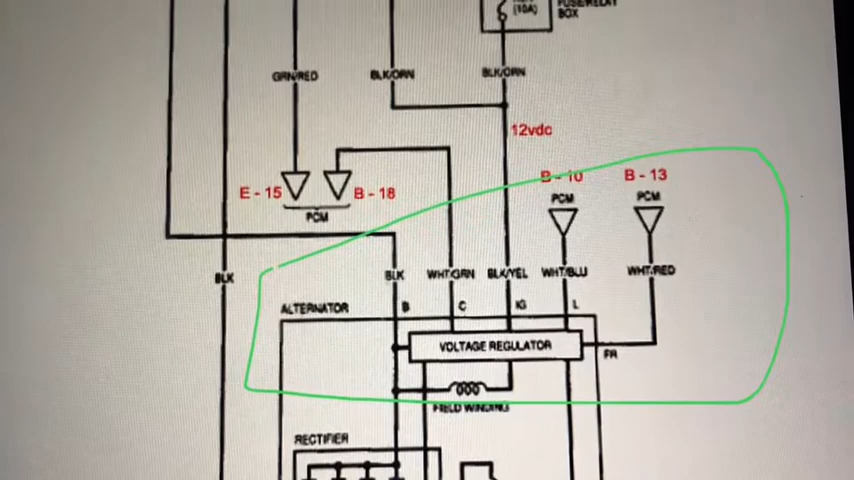 (10A)
FUSE/RELAY
BOX
GRN/RED
BLK/ORN
BLK/ORN
12vdc
E - 15
B - 18
B - 10
B - 13
PCM
PCM
PCM
BLK
BLK
WHT/GRN
BLK/YEL
WHT/BLU
WHT/RED
ALTERNATOR
B
C
IG
L
VOLTAGE REGULATOR
FR
FIELD WINDING
RECTIFIER